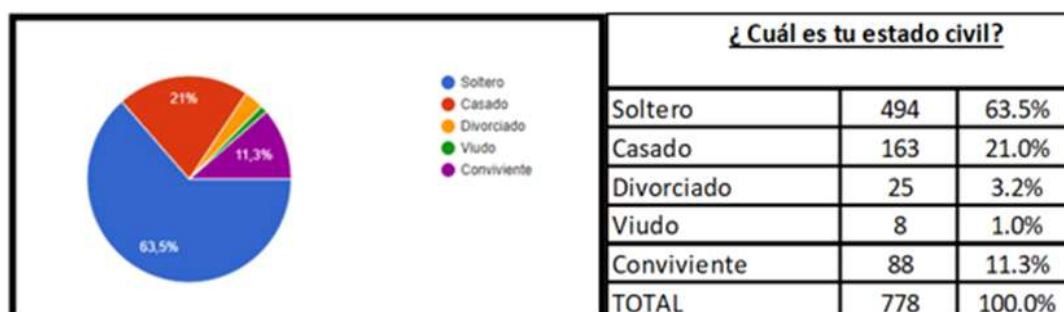 21%
11,3%
63,5%
Soltero
Casado
Divorciado
Viudo
Conviviente
¿ Cuál es tu estado civil?
Soltero 494 63.5%
Casado 163 21.0%
Divorciado 25 3.2%
Viudo 8 1.0%
Conviviente 88 11.3%
TOTAL 778 100.0%